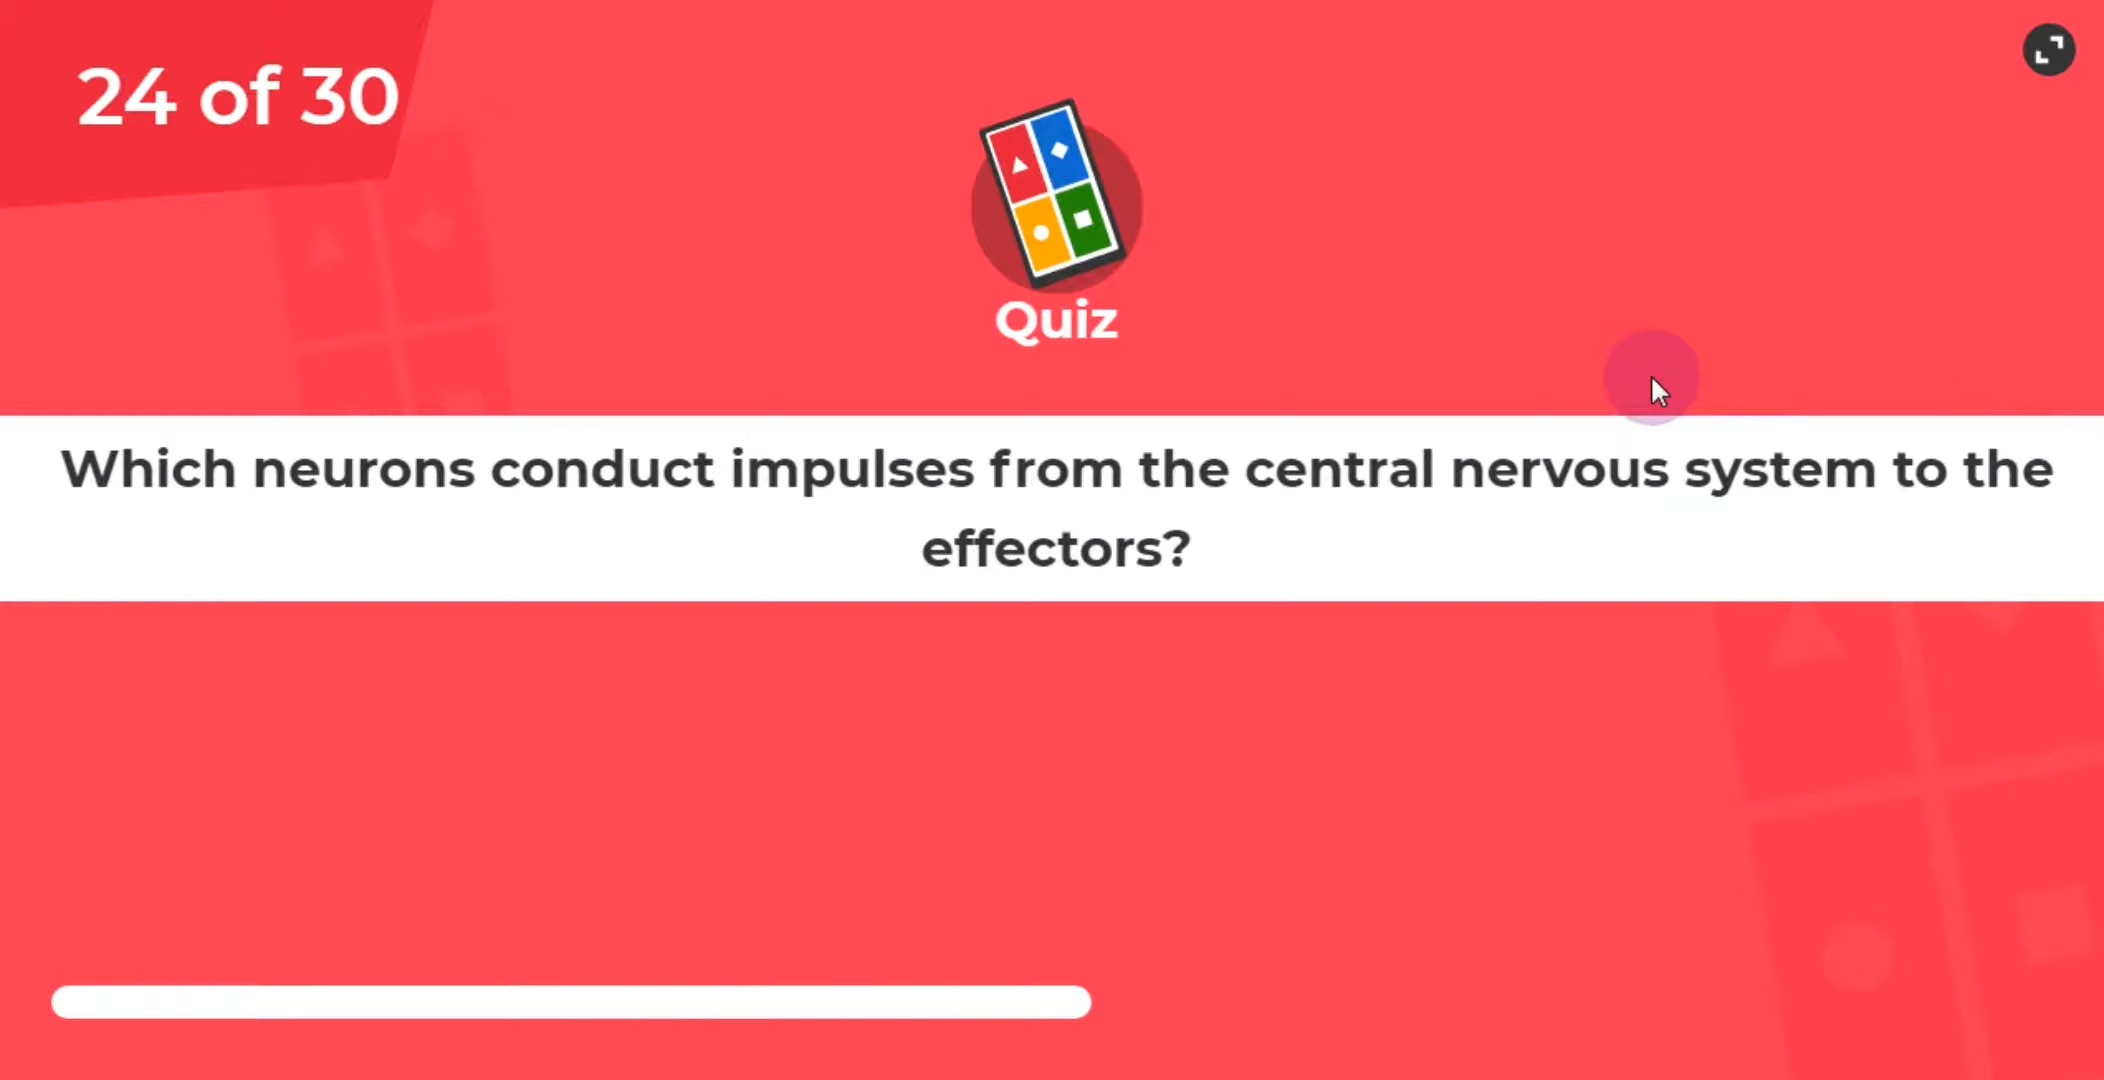 24 of 30
Quiz
Which neurons conduct impulses from the central nervous system to the
effectors?